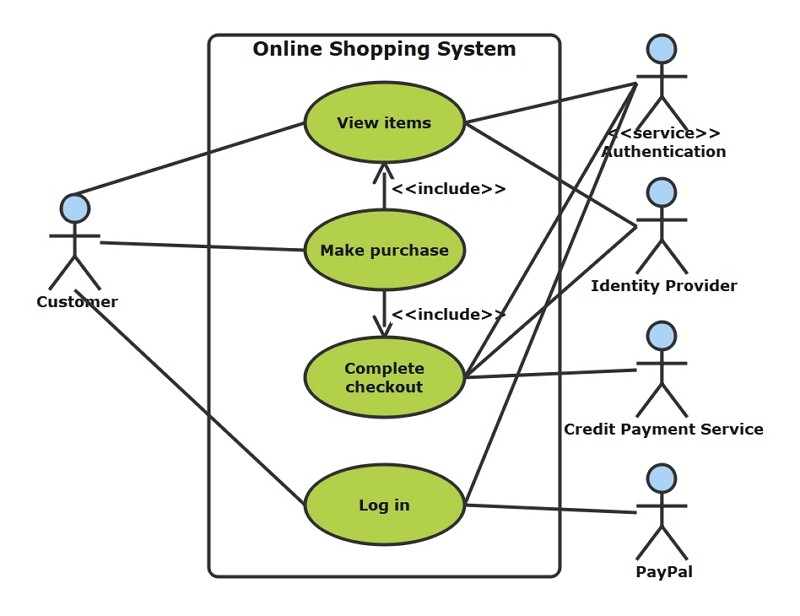 Online Shopping System
View items
<<service>>
Authentication
<<include>>
Make purchase
Identity Provider
Customer
<<include>>
Complete
checkout
Credit Payment Service
Log in
PayPal